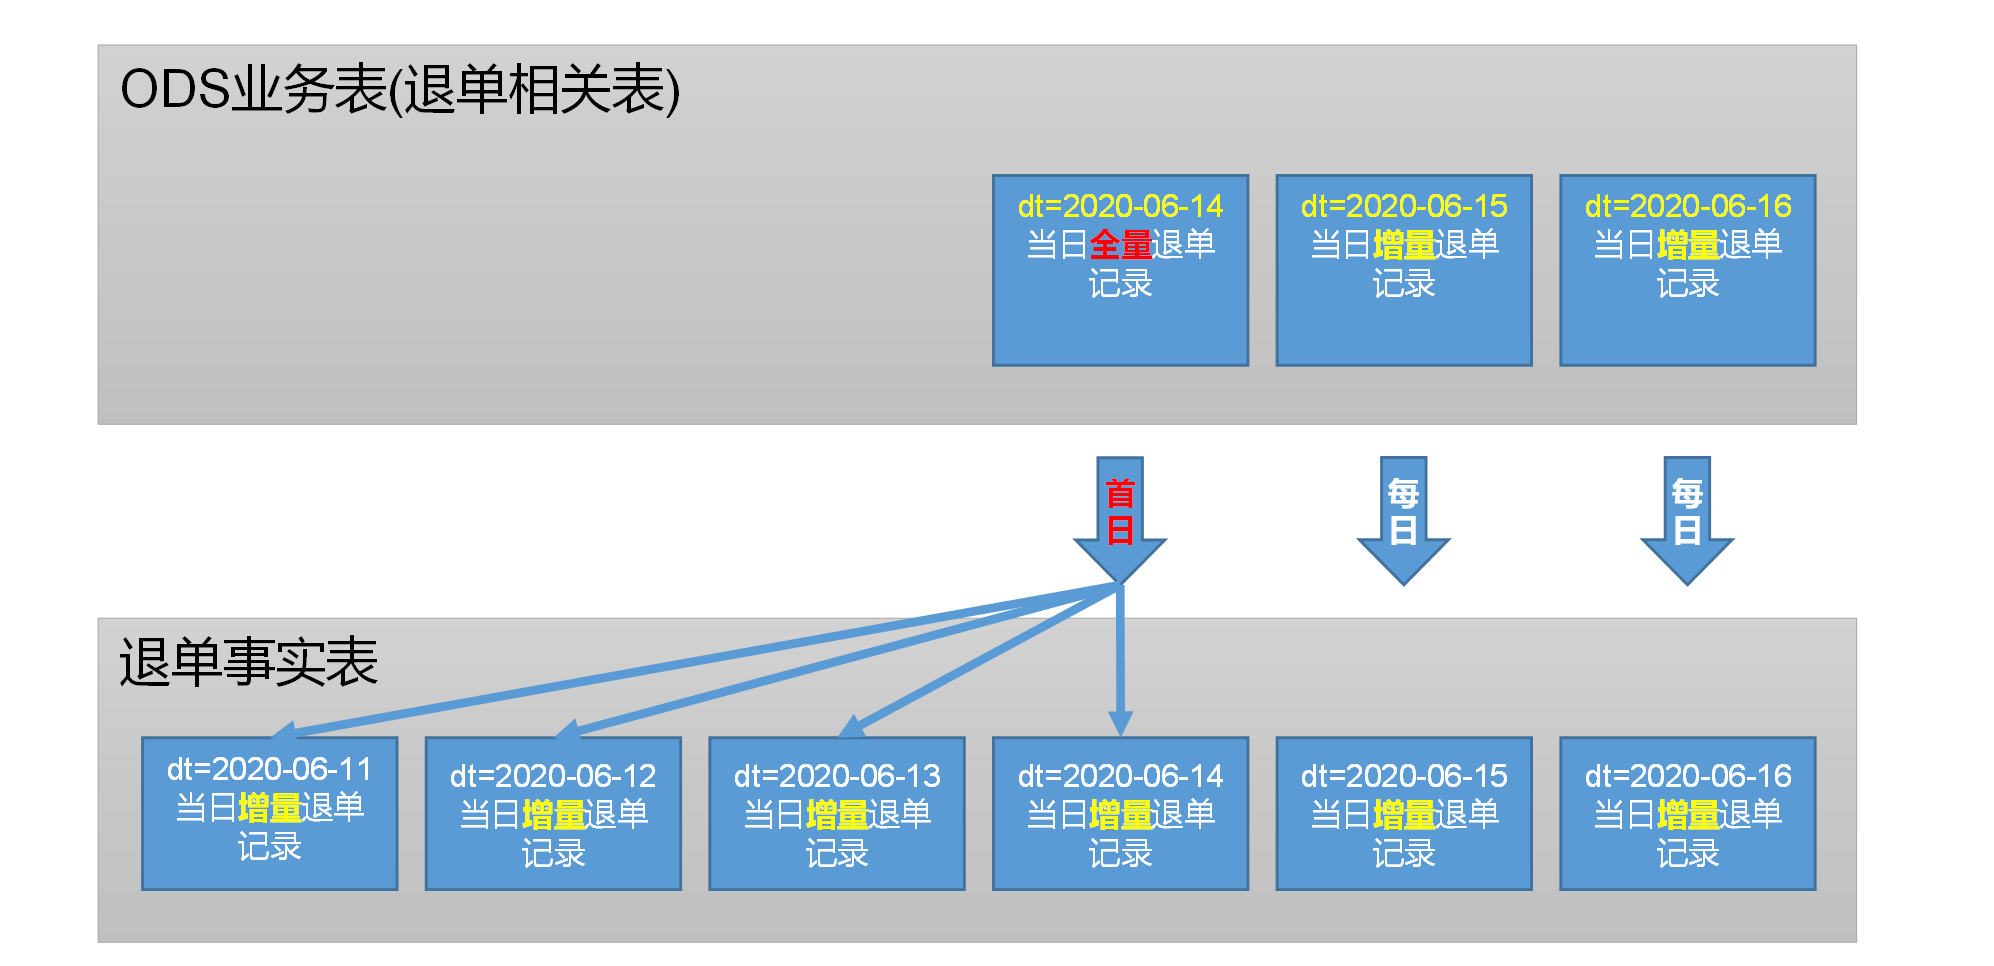 ODS业务表(退单相关表)
dt=2020-06-14
当日全量退单
记录
dt=2020-06-15
当日增量退单
记录
dt=2020-06-16
当日增量退单
记录
首
日
每
日
每
日
退单事实表
dt=2020-06-11
当日增量退单
记录
dt=2020-06-12
当日增量退单
记录
dt=2020-06-13
当日增量退单
记录
dt=2020-06-14
当日增量退单
记录
dt=2020-06-15
当日增量退单
记录
dt=2020-06-16
当日增量退单
记录